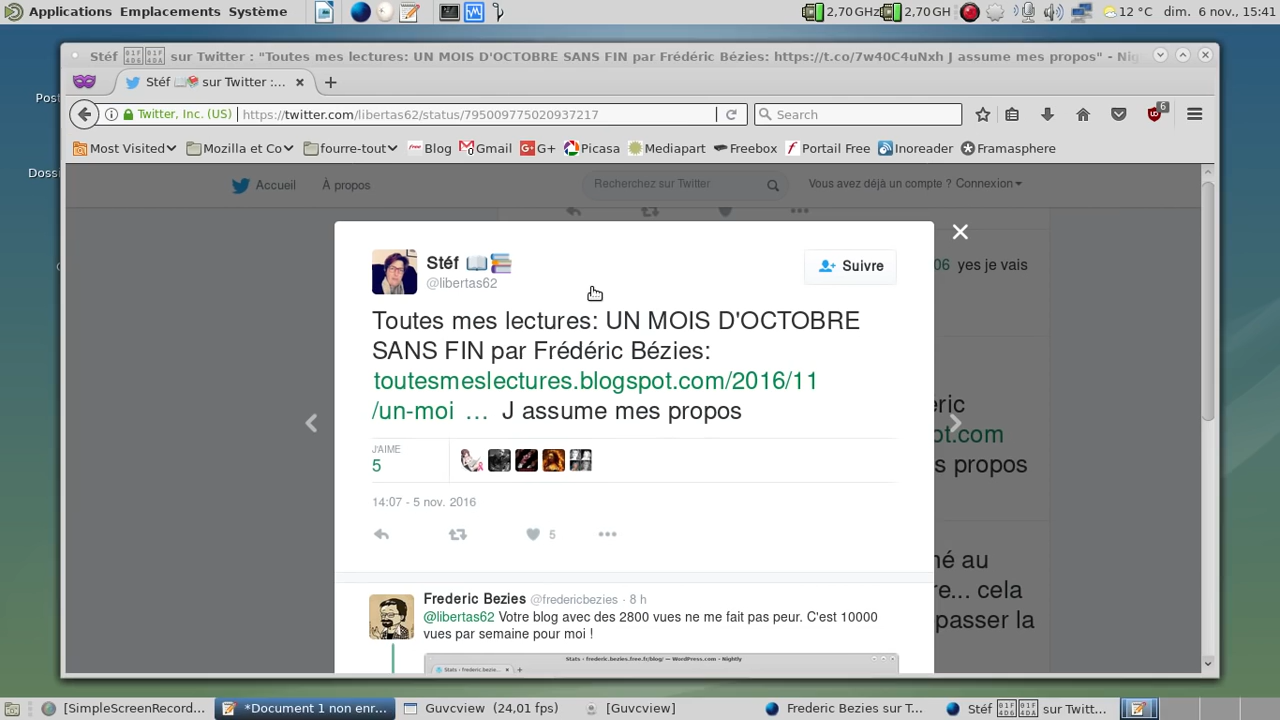 Applications Emplacements Système
2,70 GHz 2,70 GH 12 °C dim. 6 nov., 15:41
Stéf 📖📚 sur Twitter : "Toutes mes lectures: UN MOIS D'OCTOBRE SANS FIN par Frédéric Bézies: https://t.co/7w40C4uNxh J assume mes propos" - Nig
Stéf 📖📚 sur Twitter :...
Twitter, Inc. (US) https://twitter.com/libertas62/status/795009775020937217 Search 6
Most Visited Mozilla et Co fourre-tout Blog Gmail G+ Picasa Mediapart Freebox Portail Free Inoreader Framasphere
Accueil À propos Recherchez sur Twitter Vous avez déjà un compte ? Connexion
Stéf 📖📚
@libertas62
Suivre
06 yes je vais
Toutes mes lectures: UN MOIS D'OCTOBRE
SANS FIN par Frédéric Bézies:
toutesmeslectures.blogspot.com/2016/11
/un-moi … J assume mes propos
eric
ot.com
s propos
J'AIME
5
14:07 - 5 nov. 2016
5
né au
re... cela
passer la
Frederic Bezies @fredericbezies · 8 h
@libertas62 Votre blog avec des 2800 vues ne me fait pas peur. C'est 10000
vues par semaine pour moi !
Stats ‹ frederic.bezies.free.fr/blog/ — WordPress.com - Nightly
Stats ‹ frederic.bezie...
Post
Doss
[SimpleScreenRecord... *Document 1 non enr... Guvcview (24,01 fps) [Guvcview] Frederic Bezies sur T... Stéf 📖📚 sur Twitt...